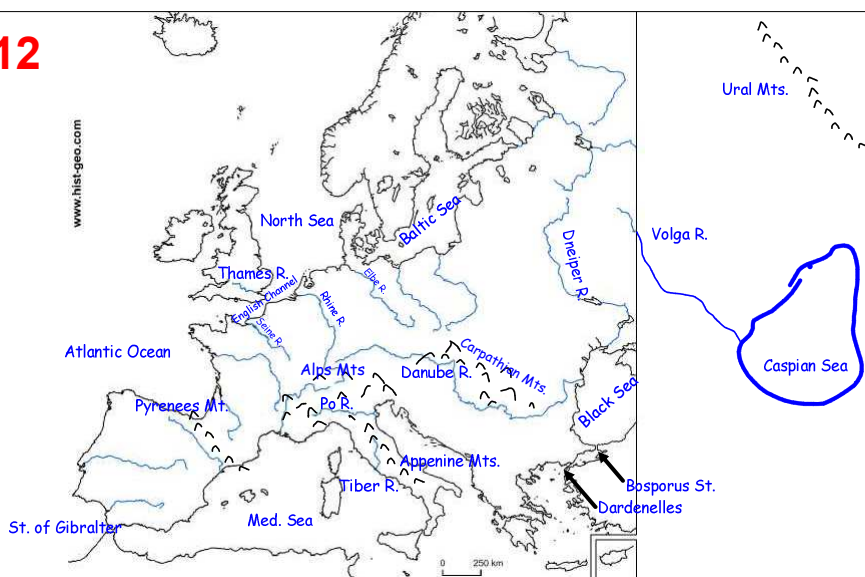 12
Ural Mts.
www.hist-geo.com
North Sea
Baltic Sea
Volga R.
Dneiper R.
Thames R.
Elbe R.
English Channel
Rhine R.
Seine R.
Atlantic Ocean
Alps Mts
Danube R.
Carpathian Mts.
Caspian Sea
Black Sea
Pyrenees Mt.
Po R.
Appenine Mts.
Tiber R.
Bosporus St.
Dardenelles
Med. Sea
St. of Gibralter
0 250 km